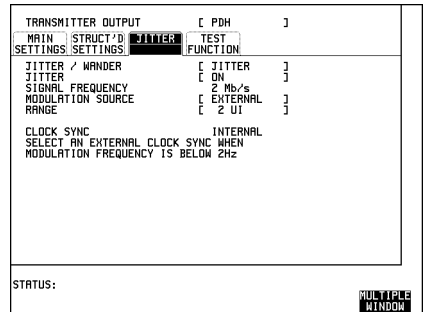 TRANSMITTER OUTPUT [ PDH ]
MAIN SETTINGS STRUCT'D SETTINGS JITTER TEST FUNCTION
JITTER / WANDER [ JITTER ]
JITTER [ ON ]
SIGNAL FREQUENCY 2 Mb/s
MODULATION SOURCE [ EXTERNAL ]
RANGE [ 2 UI ]
CLOCK SYNC INTERNAL
SELECT AN EXTERNAL CLOCK SYNC WHEN
MODULATION FREQUENCY IS BELOW 2Hz
STATUS:
MULTIPLE
WINDOW